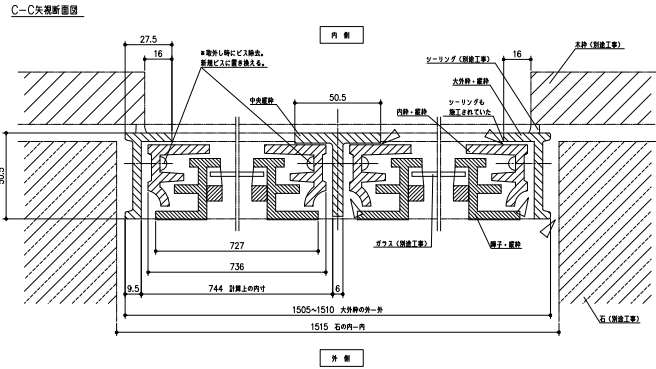 C-C矢視断面図
内 側
27.5
16
※取外し時にビス除去。
新規ビスに置き換える。
中央縦枠
50.5
シーリング(別途工事)
大外枠・縦枠
シーリングも
施工されていた
内枠・縦枠
16
木枠(別途工事)
50.5
ガラス(別途工事)
障子・縦枠
727
736
9.5
744 計算上の内寸
6
1505~1510 大外枠の外ー外
1515 石の内ー内
石(別途工事)
外 側